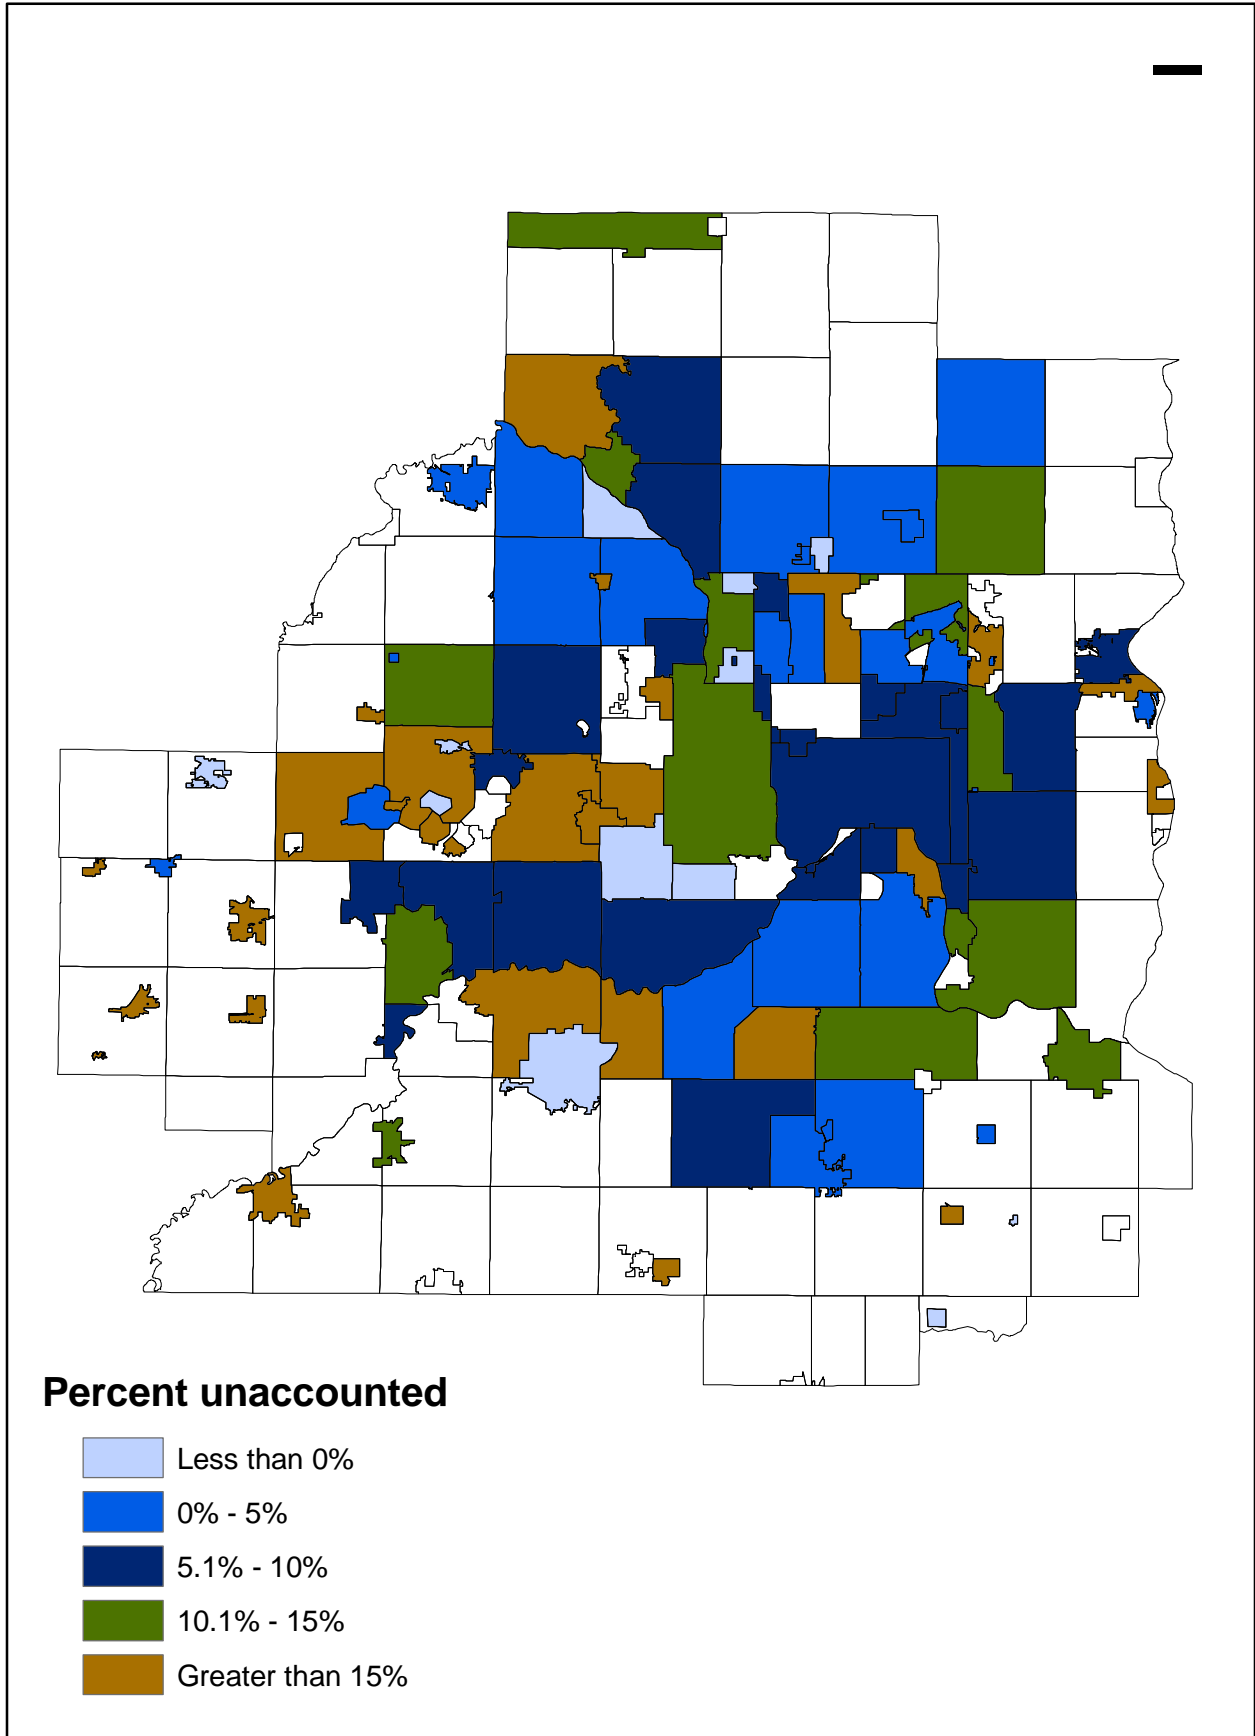 Percent unaccounted
Less than 0%
0% - 5%
5.1% - 10%
10.1% - 15%
Greater than 15%